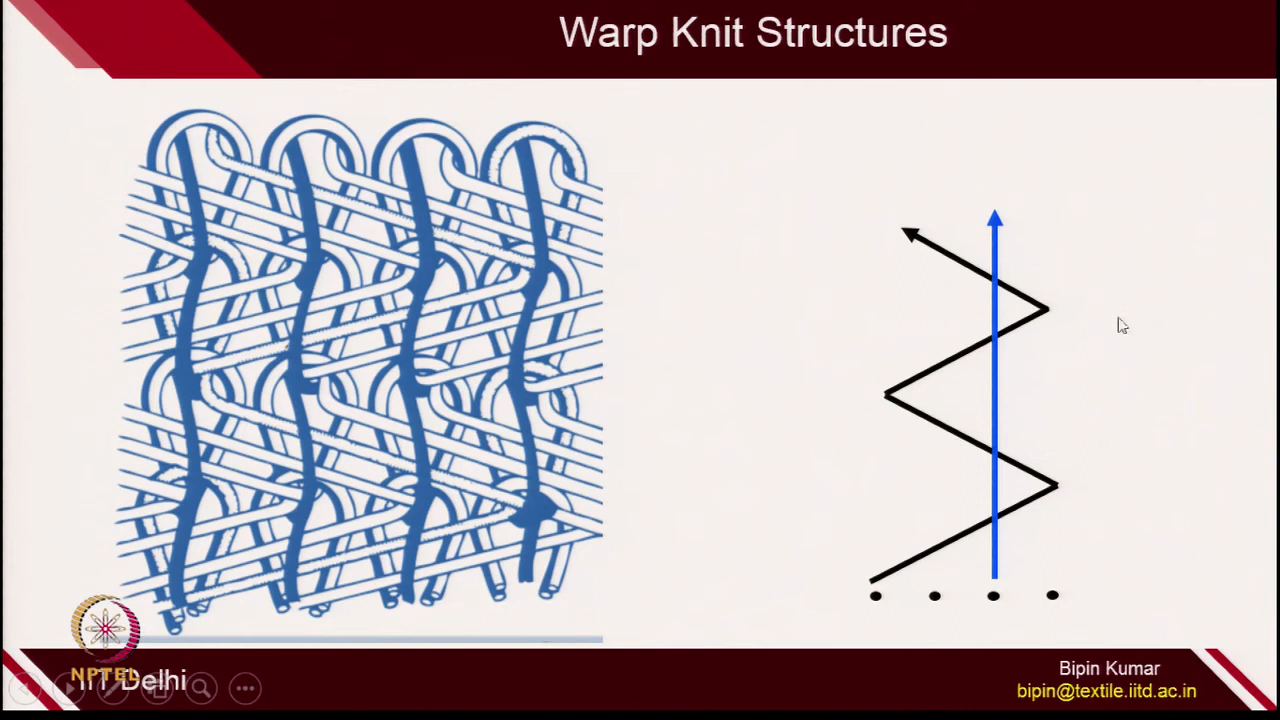 Warp Knit Structures
NPTEL
IIT Delhi
Bipin Kumar
bipin@textile.iitd.ac.in